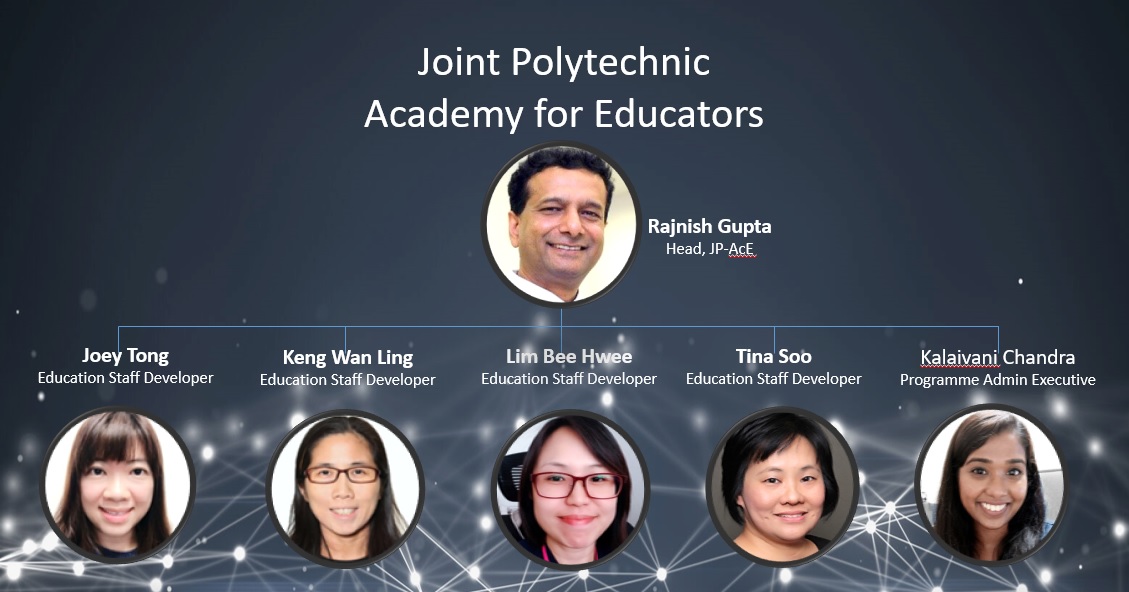 Joint Polytechnic
Academy for Educators
Rajnish Gupta
Head, JP-AcE
Joey Tong
Education Staff Developer
Keng Wan Ling
Education Staff Developer
Lim Bee Hwee
Education Staff Developer
Tina Soo
Education Staff Developer
Kalaivani Chandra
Programme Admin Executive